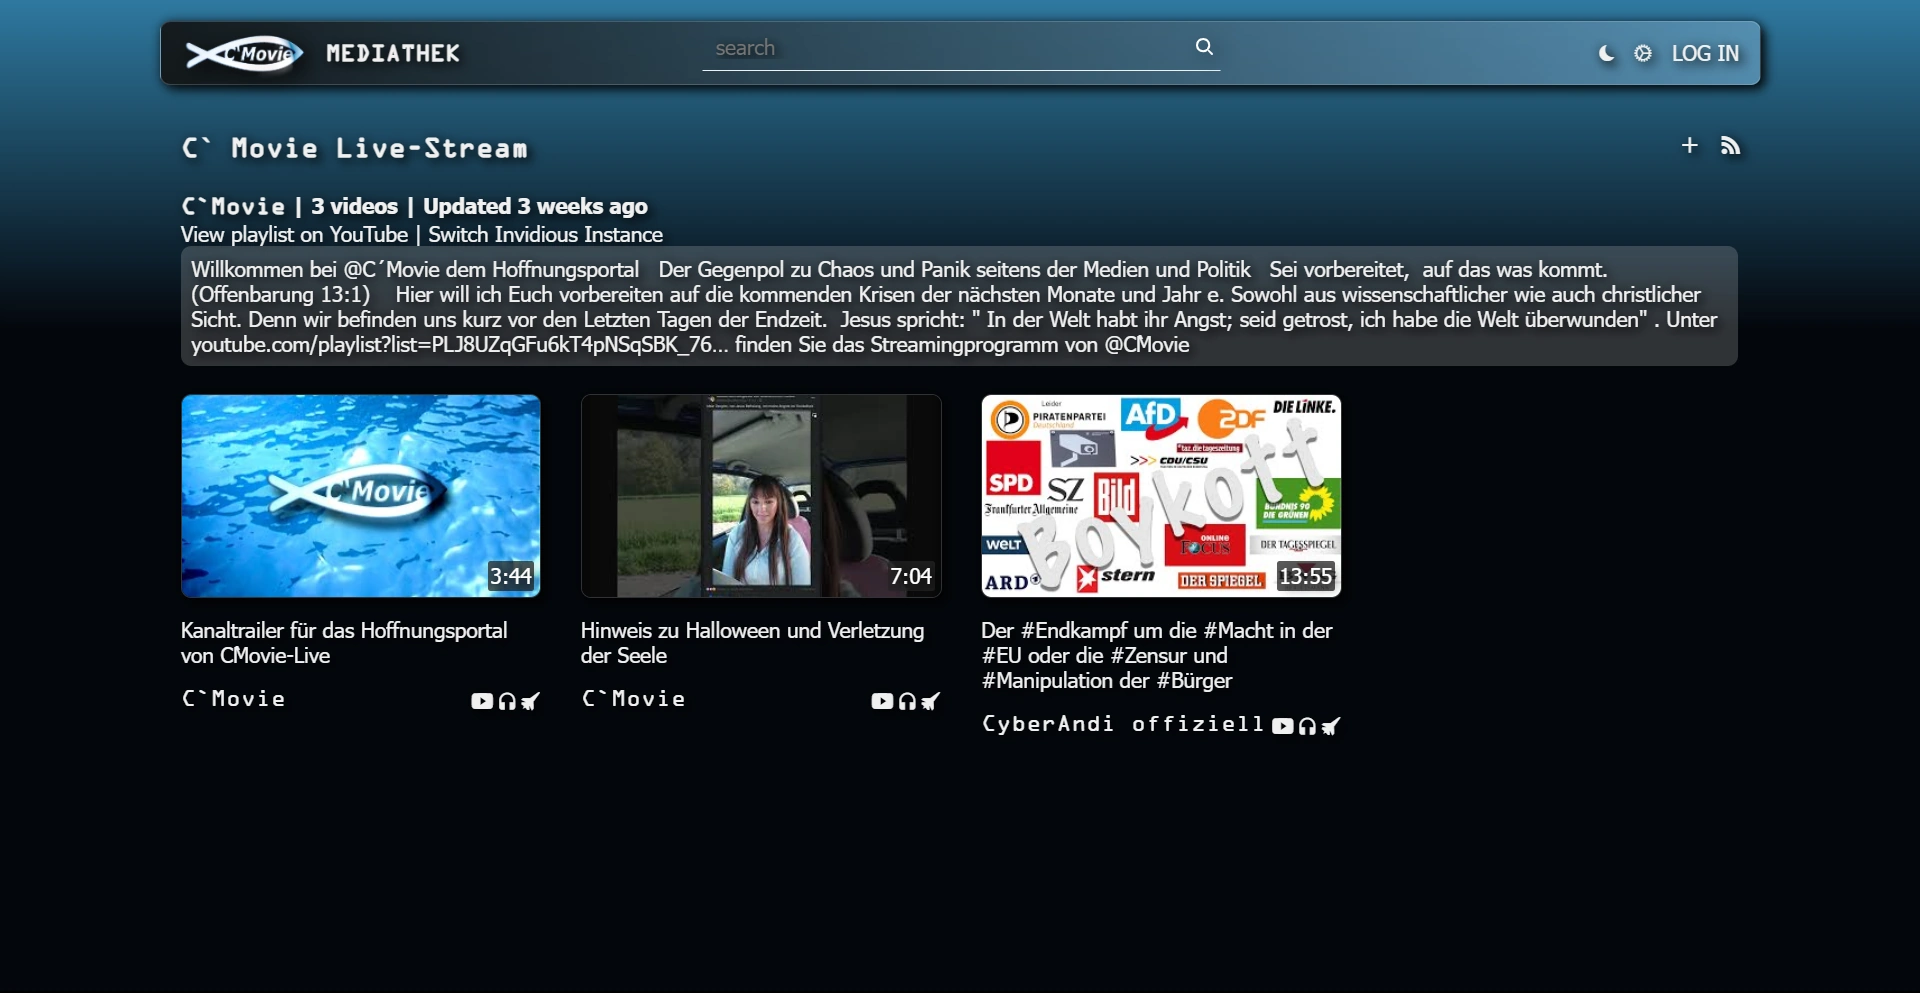 C'Movie MEDIATHEK
search
LOG IN
C` Movie Live-Stream
C`Movie | 3 videos | Updated 3 weeks ago
View playlist on YouTube | Switch Invidious Instance
Willkommen bei @C´Movie dem Hoffnungsportal Der Gegenpol zu Chaos und Panik seitens der Medien und Politik Sei vorbereitet, auf das was kommt.
(Offenbarung 13:1) Hier will ich Euch vorbereiten auf die kommenden Krisen der nächsten Monate und Jahr e. Sowohl aus wissenschaftlicher wie auch christlicher
Sicht. Denn wir befinden uns kurz vor den Letzten Tagen der Endzeit. Jesus spricht: " In der Welt habt ihr Angst; seid getrost, ich habe die Welt überwunden" . Unter
youtube.com/playlist?list=PLJ8UZqGFu6kT4pNSqSBK_76... finden Sie das Streamingprogramm von @CMovie
C'Movie
3:44
7:04
Leider
PIRATENPARTEI
Deutschland
AfD
ZDF
DIE LINKE.
taz.die tageszeitung
CDU/CSU
SPD
SZ
Bild
Boykott
Frankfurter Allgemeine
BÜNDNIS 90
DIE GRÜNEN
WELT
ONLINE
FOCUS
DER TAGESSPIEGEL
ARD
stern
DER SPIEGEL
13:55
Kanaltrailer für das Hoffnungsportal
von CMovie-Live
C`Movie
Hinweis zu Halloween und Verletzung
der Seele
C`Movie
Der #Endkampf um die #Macht in der
#EU oder die #Zensur und
#Manipulation der #Bürger
CyberAndi offiziell